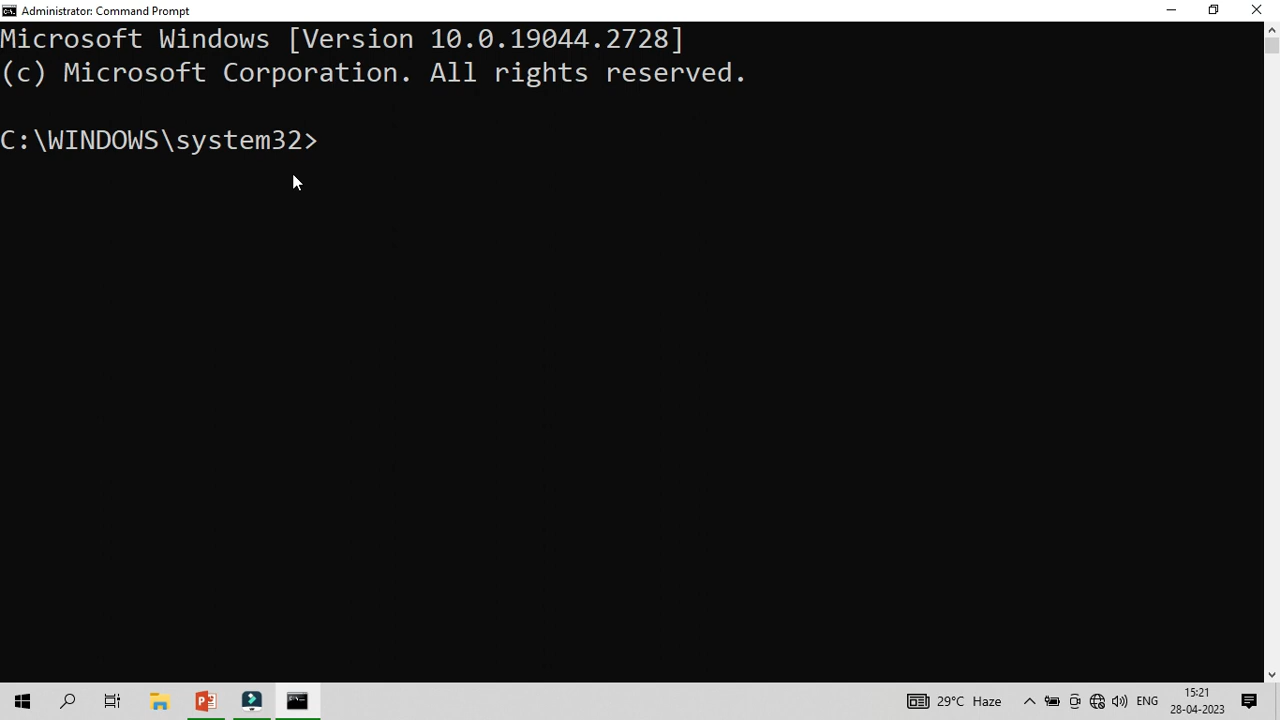 Administrator: Command Prompt
Microsoft Windows [Version 10.0.19044.2728]
(c) Microsoft Corporation. All rights reserved.
C:\WINDOWS\system32>
29°C Haze
ENG
15:21
28-04-2023